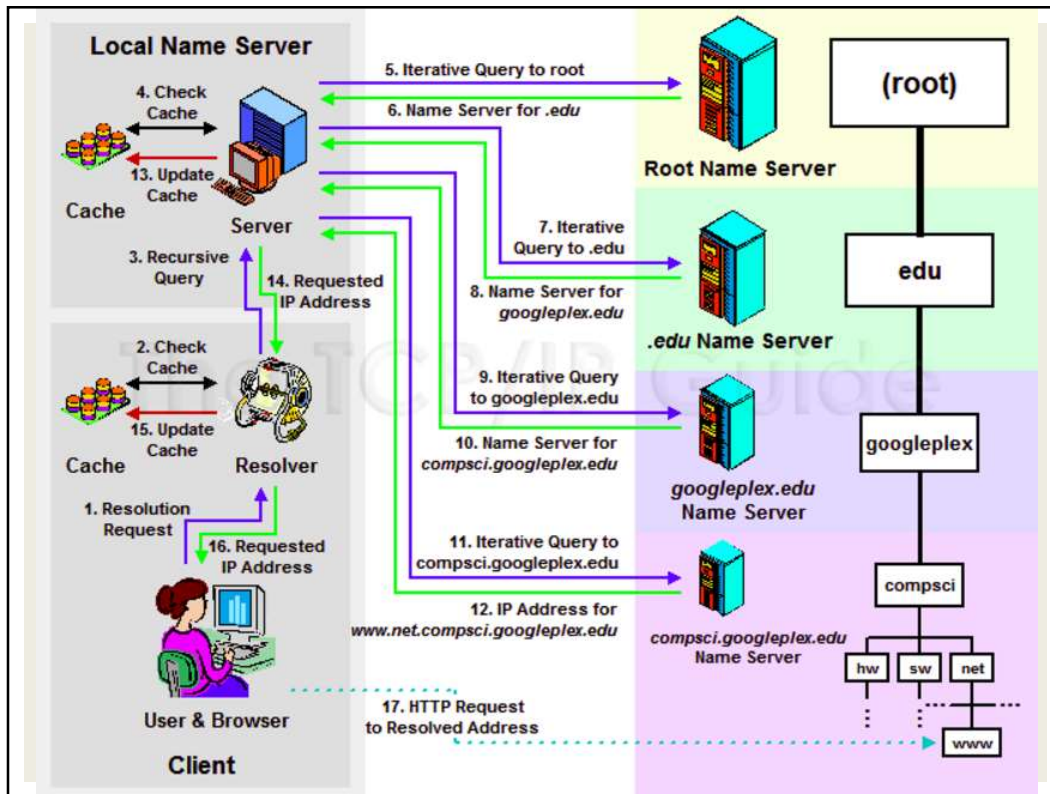 Local Name Server
4. Check
Cache
13. Update
Cache
Cache
Server
3. Recursive
Query
14. Requested
IP Address
5. Iterative Query to root
6. Name Server for .edu
7. Iterative
Query to .edu
8. Name Server for
googleplex.edu
9. Iterative Query
to googleplex.edu
10. Name Server for
compsci.googleplex.edu
11. Iterative Query to
compsci.googleplex.edu
12. IP Address for
www.net.compsci.googleplex.edu
2. Check
Cache
15. Update
Cache
Cache
Resolver
1. Resolution
Request
16. Requested
IP Address
User & Browser
Client
17. HTTP Request
to Resolved Address
Root Name Server
.edu Name Server
googleplex.edu
Name Server
compsci.googleplex.edu
Name Server
(root)
edu
googleplex
compsci
hw
sw
net
www
The TCP/IP Guide